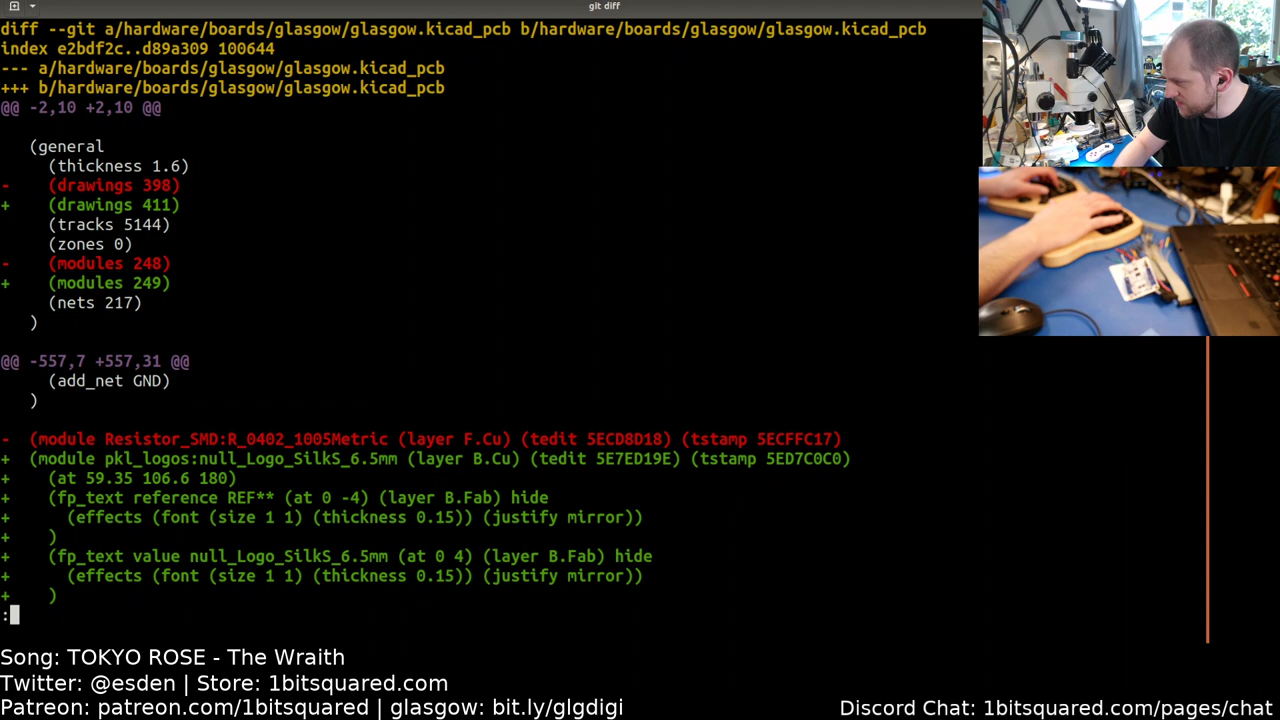 git diff
diff --git a/hardware/boards/glasgow/glasgow.kicad_pcb b/hardware/boards/glasgow/glasgow.kicad_pcb
index e2bdf2c..d89a309 100644
--- a/hardware/boards/glasgow/glasgow.kicad_pcb
+++ b/hardware/boards/glasgow/glasgow.kicad_pcb
@@ -2,10 +2,10 @@
(general
(thickness 1.6)
- (drawings 398)
+ (drawings 411)
(tracks 5144)
(zones 0)
- (modules 248)
+ (modules 249)
(nets 217)
)
@@ -557,7 +557,31 @@
(add_net GND)
)
- (module Resistor_SMD:R_0402_1005Metric (layer F.Cu) (tedit 5ECD8D18) (tstamp 5ECFFC17)
+ (module pkl_logos:null_Logo_SilkS_6.5mm (layer B.Cu) (tedit 5E7ED19E) (tstamp 5ED7C0C0)
+ (at 59.35 106.6 180)
+ (fp_text reference REF** (at 0 -4) (layer B.Fab) hide
+ (effects (font (size 1 1) (thickness 0.15)) (justify mirror))
+ )
+ (fp_text value null_Logo_SilkS_6.5mm (at 0 4) (layer B.Fab) hide
+ (effects (font (size 1 1) (thickness 0.15)) (justify mirror))
+ )
:
Song: TOKYO ROSE - The Wraith
Twitter: @esden | Store: 1bitsquared.com
Patreon: patreon.com/1bitsquared | glasgow: bit.ly/glgdigi
Discord Chat: 1bitsquared.com/pages/chat